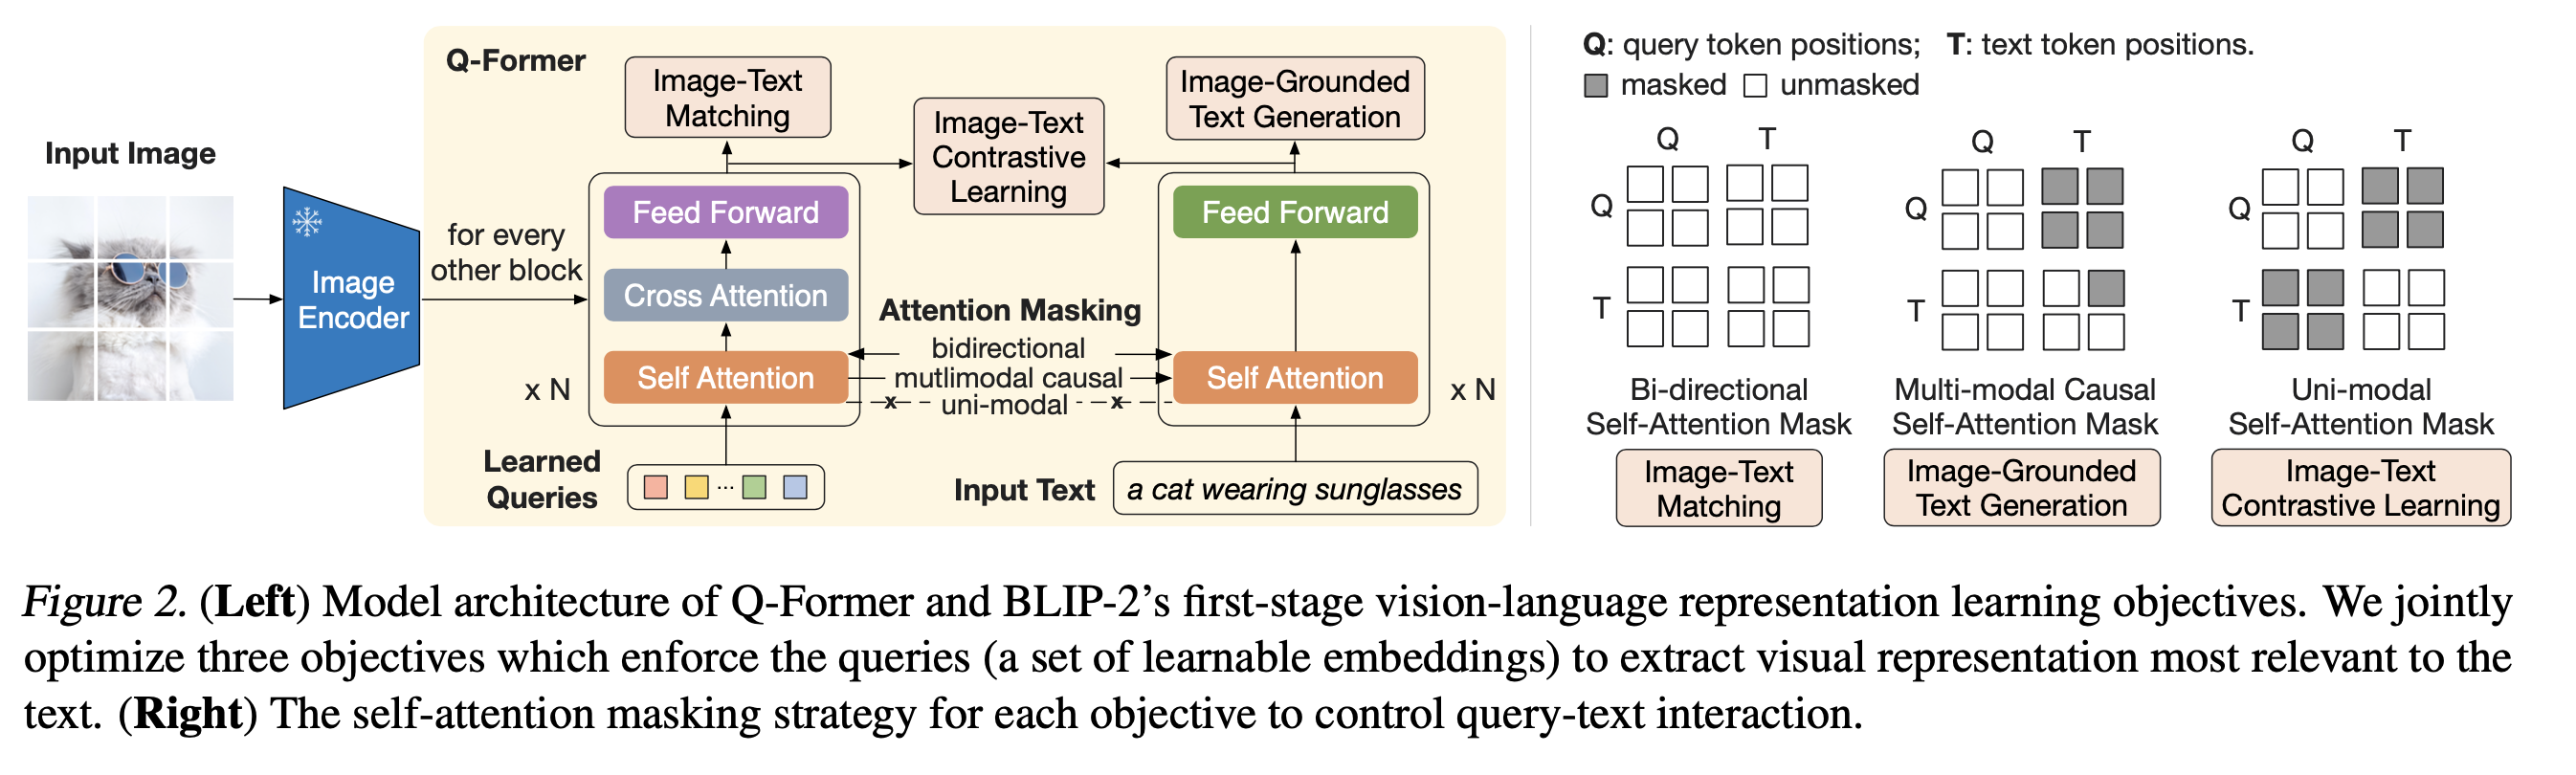 Input Image
Image
Encoder
for every
other block
Q-Former
Image-Text
Matching
Image-Text
Contrastive
Learning
Image-Grounded
Text Generation
Feed Forward
Cross Attention
Self Attention
x N
Attention Masking
bidirectional
mutlimodal causal
x uni-modal x
Feed Forward
Self Attention
x N
Learned
Queries
...
Input Text
a cat wearing sunglasses
Q: query token positions; T: text token positions.
masked unmasked
Q T
Q
T
Bi-directional
Self-Attention Mask
Image-Text
Matching
Q T
Q
T
Multi-modal Causal
Self-Attention Mask
Image-Grounded
Text Generation
Q T
Q
T
Uni-modal
Self-Attention Mask
Image-Text
Contrastive Learning
Figure 2. (Left) Model architecture of Q-Former and BLIP-2’s first-stage vision-language representation learning objectives. We jointly
optimize three objectives which enforce the queries (a set of learnable embeddings) to extract visual representation most relevant to the
text. (Right) The self-attention masking strategy for each objective to control query-text interaction.